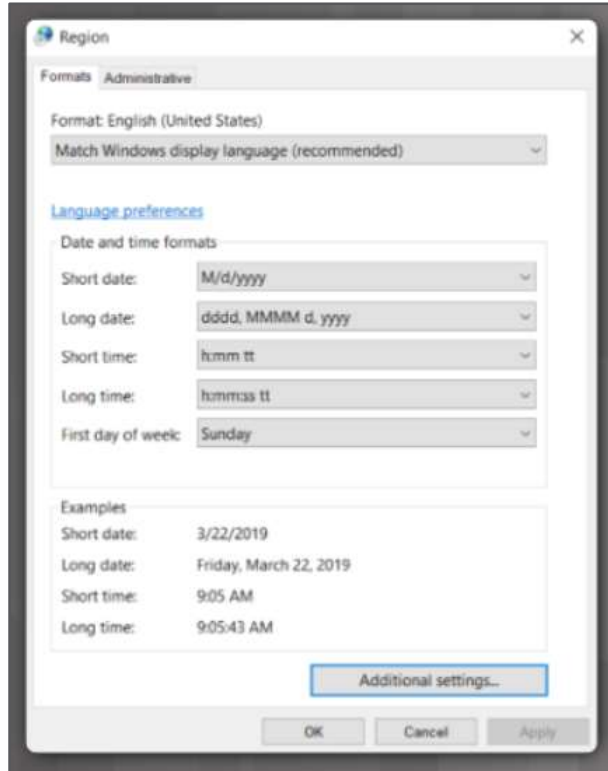 Region
Formats Administrative
Format: English (United States)
Match Windows display language (recommended)
Language preferences
Date and time formats
Short date: M/d/yyyy
Long date: dddd, MMMM d, yyyy
Short time: h:mm tt
Long time: h:mm:ss tt
First day of week: Sunday
Examples
Short date: 3/22/2019
Long date: Friday, March 22, 2019
Short time: 9:05 AM
Long time: 9:05:43 AM
Additional settings...
OK Cancel Apply